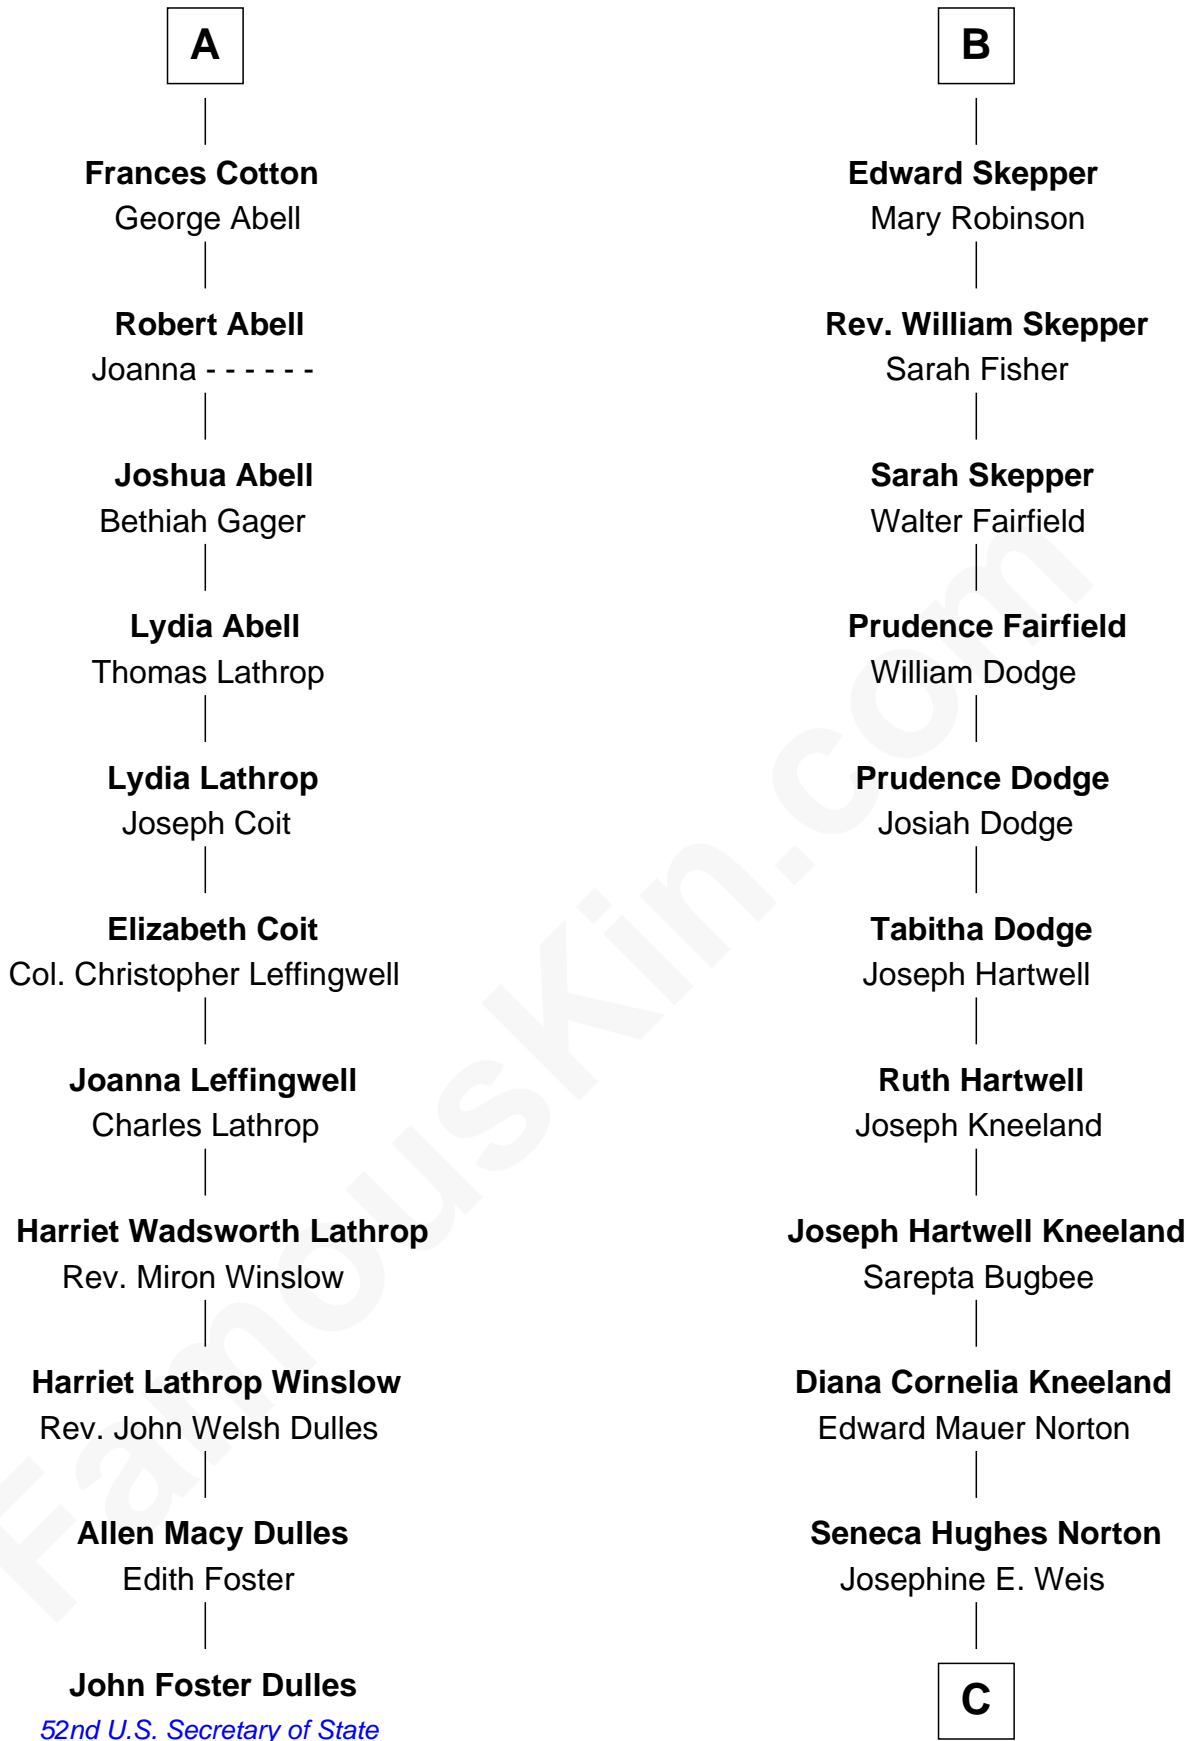 A
Frances Cotton
George Abell
Robert Abell
Joanna - - - - - -
Joshua Abell
Bethiah Gager
Lydia Abell
Thomas Lathrop
Lydia Lathrop
Joseph Coit
Elizabeth Coit
Col. Christopher Leffingwell
Joanna Leffingwell
Charles Lathrop
Harriet Wadsworth Lathrop
Rev. Miron Winslow
Harriet Lathrop Winslow
Rev. John Welsh Dulles
Allen Macy Dulles
Edith Foster
John Foster Dulles
52nd U.S. Secretary of State
B
Edward Skepper
Mary Robinson
Rev. William Skepper
Sarah Fisher
Sarah Skepper
Walter Fairfield
Prudence Fairfield
William Dodge
Prudence Dodge
Josiah Dodge
Tabitha Dodge
Joseph Hartwell
Ruth Hartwell
Joseph Kneeland
Joseph Hartwell Kneeland
Sarepta Bugbee
Diana Cornelia Kneeland
Edward Mauer Norton
Seneca Hughes Norton
Josephine E. Weis
C
FamousKin.com